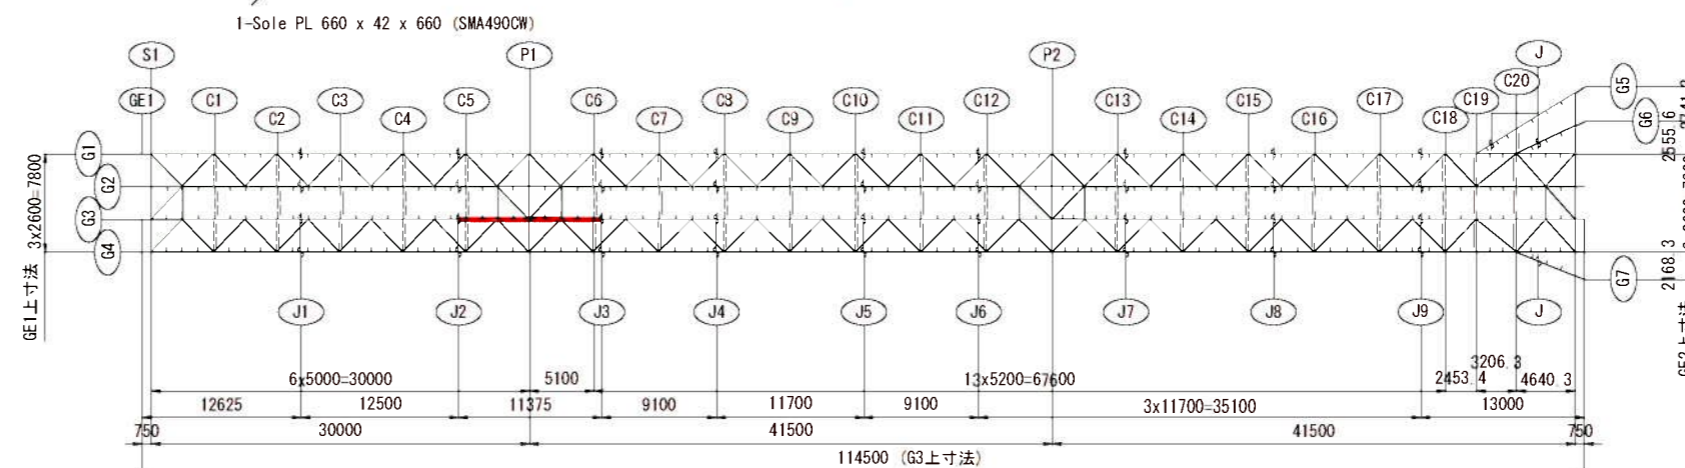 1-Sole PL 660 x 42 x 660 (SMA490CW)
S1 P1 P2 J
GE1 C1 C2 C3 C4 C5 C6 C7 C8 C9 C10 C11 C12 C13 C14 C15 C16 C17 C18 C19 C20
G1
G2
G3
G4
G5
G6
G7
GE1上寸法 3x2600=7800
2555.6
2168.3
J1 J2 J3 J4 J5 J6 J7 J8 J9 J
6x5000=30000 5100 13x5200=67600 2453.4 3206.3 4640.3
12625 12500 11375 9100 11700 9100 3x11700=35100 13000
750 30000 41500 41500 750
114500 (G3上寸法)